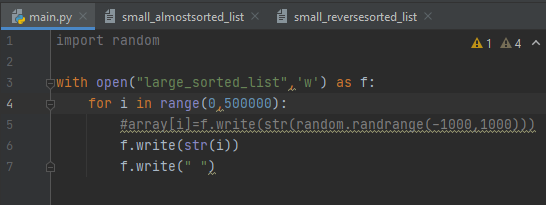 main.py small_almostsorted_list small_reversesorted_list
1 import random 1 4
2
3 with open("large_sorted_list",'w') as f:
4 for i in range(0,500000):
5 #array[i]=f.write(str(random.randrange(-1000,1000)))
6 f.write(str(i))
7 f.write(" ")